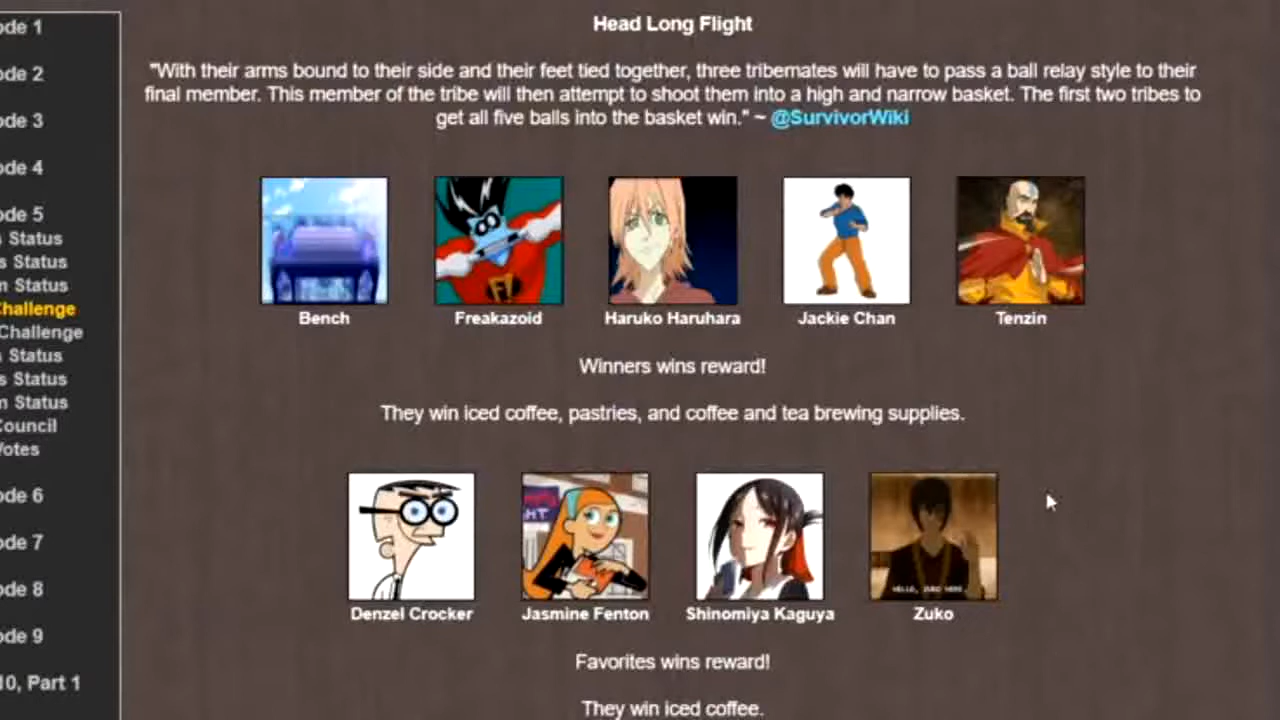 ode 1
ode 2
ode 3
ode 4
ode 5
s Status
s Status
m Status
Challenge
Challenge
s Status
s Status
m Status
Council
Votes
ode 6
ode 7
ode 8
ode 9
10, Part 1
Head Long Flight
"With their arms bound to their side and their feet tied together, three tribemates will have to pass a ball relay style to their
final member. This member of the tribe will then attempt to shoot them into a high and narrow basket. The first two tribes to
get all five balls into the basket win." ~ @SurvivorWiki
F!
Bench Freakazoid Haruko Haruhara Jackie Chan Tenzin
Winners wins reward!
They win iced coffee, pastries, and coffee and tea brewing supplies.
HT
HELLO, ZUKO HERE.
Denzel Crocker Jasmine Fenton Shinomiya Kaguya Zuko
Favorites wins reward!
They win iced coffee.